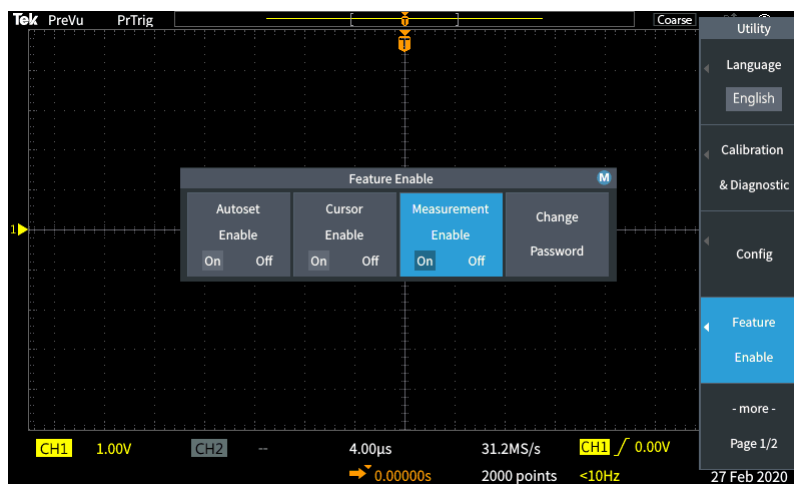 Tek PreVu PrTrig Coarse
T
T
Utility
Language
English
Calibration
& Diagnostic
Config
Feature
Enable
- more -
Page 1/2
Feature Enable M
Autoset
Enable
On Off
Cursor
Enable
On Off
Measurement
Enable
On Off
Change
Password
1
CH1 1.00V CH2 -- 4.00µs 31.2MS/s CH1 0.00V
0.00000s 2000 points <10Hz 27 Feb 2020